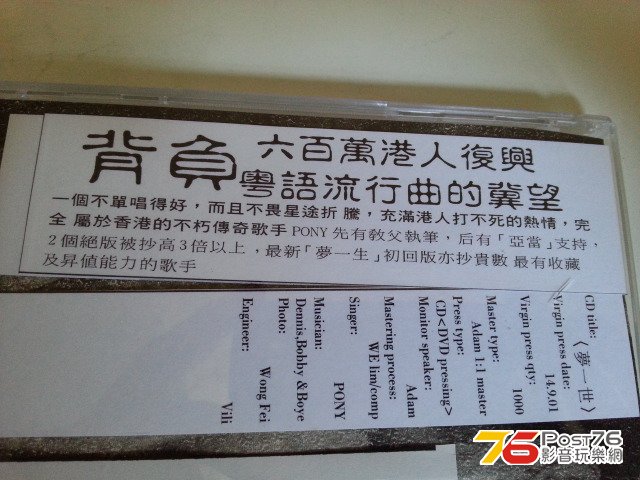 背負 六百萬港人復興
粵語流行曲的冀望
一個不單唱得好，而且不畏星途折 騰，充滿港人打不死的熱情，完
全 屬於香港的不朽傳奇歌手 PONY 先有教父執筆，后有「亞當」支持，
2個絕版被抄高3倍以上，最新「夢一生」初回版亦抄貴數 最有收藏
及昇値能力的歌手
CD title:
〈夢一世〉
Virgin press date:
14.9.01
Virgin press qty:
1000
Master type:
Adam 1:1 master
Press type:
CD<DVD pressing>
Monitor speaker:
Adam
Mastering process:
WE lim/comp
Singer:
PONY
Musician:
Dennis,Bobby & Boye
Photo:
Wong Fei
Engineer:
Vili
76 Post76
影音玩樂網